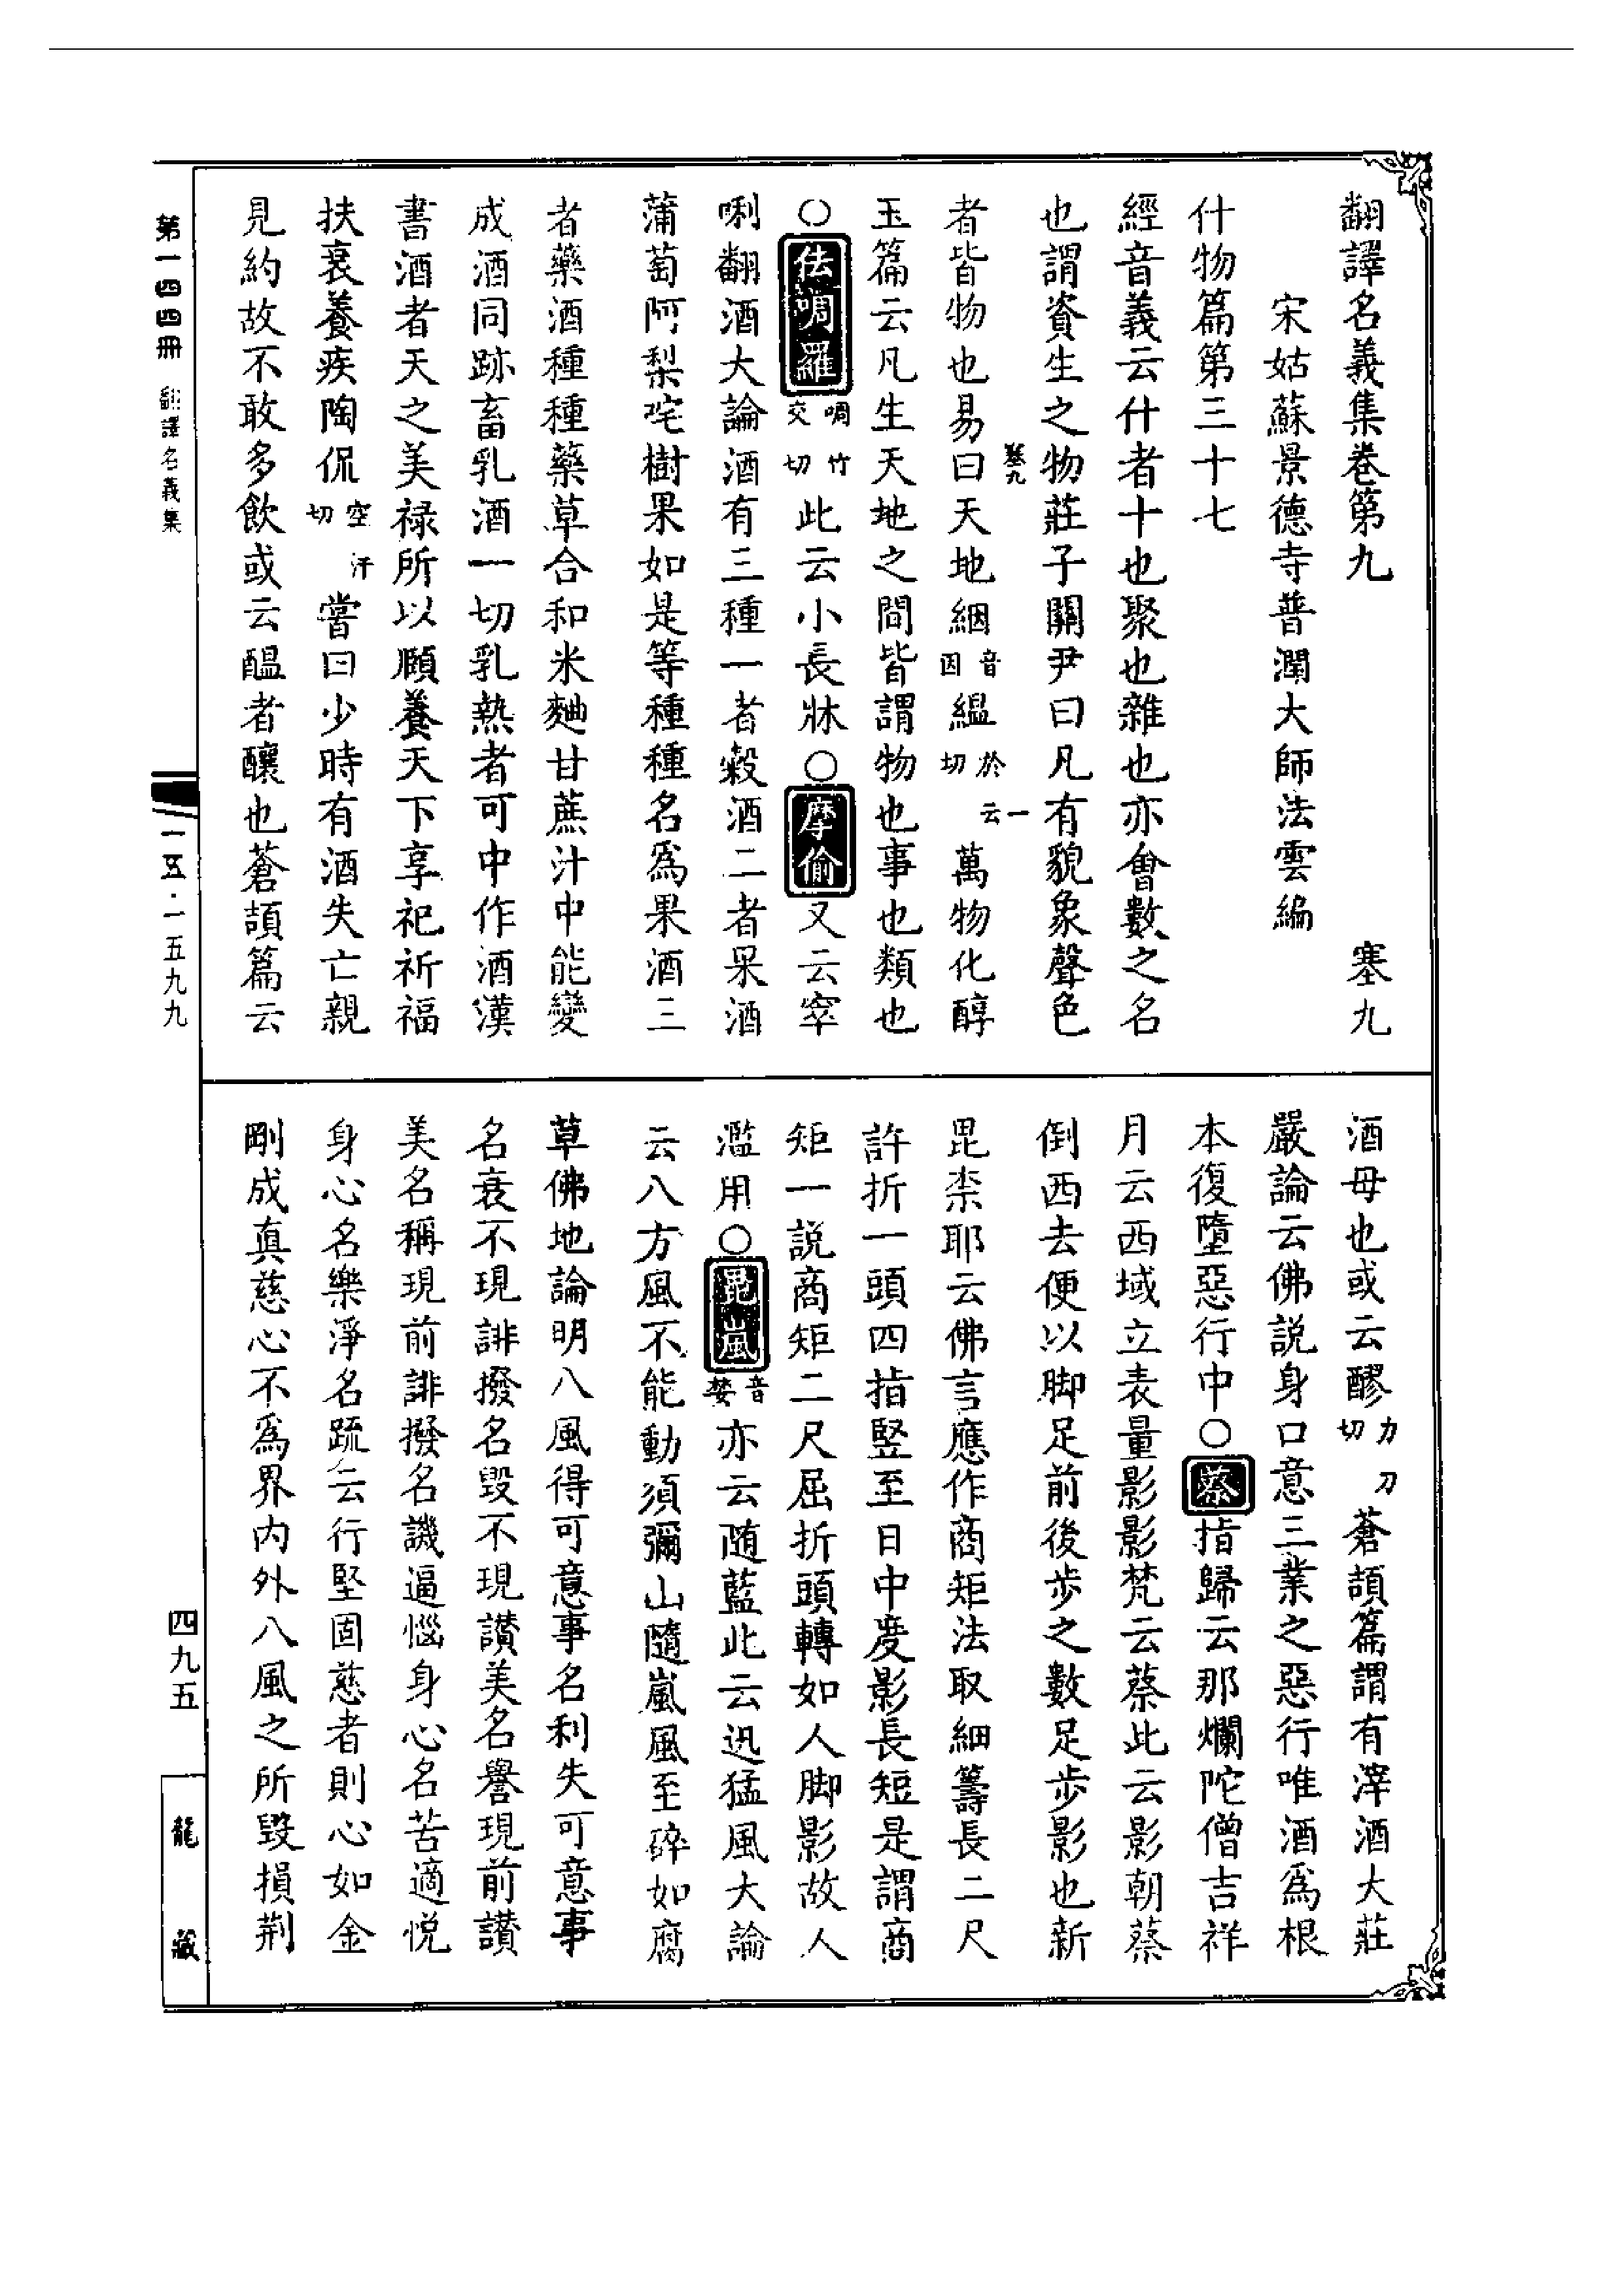 翻譯名義集卷第九 塞九
宋姑蘇景德寺普潤大師法雲編
什物篇第三十七
經音義云什者十也聚也雜也亦會數之名
也謂資生之物莊子關尹曰凡有貌象聲色
塞九
者皆物也易曰天地絪音因緼於云切一萬物化醇
玉篇云凡生天地之間皆謂物也事也類也
○佉啁羅啁竹交切此云小長牀○摩偷又云窣
唎翻酒大論酒有三種一者穀酒二者果酒
蒲萄阿梨咤樹果如是等種種名為果酒三
者藥酒種種藥草合和米麯甘蔗汁中能變
成酒同跡畜乳酒一切乳熱者可中作酒漢
書酒者天之美祿所以頤養天下享祀祈福
扶衰養疾陶侃空汗切嘗曰少時有酒失亡親
見約故不敢多飲或云醖者釀也蒼頡篇云
酒母也或云醪力刀切蒼頡篇謂有滓酒大莊
嚴論云佛説身口意三業之惡行唯酒為根
本復墮惡行中○蔡指歸云那爛陀僧吉祥
月云西域立表量影影梵云蔡此云影朝蔡
倒西去便以脚足前後步之數足步影也新
毘柰耶云佛言應作商矩法取細籌長二尺
許折一頭四指竪至日中度影長短是謂商
矩一説商矩二尺屈折頭轉如人脚影故人
濫用○毘嵐音婪亦云随藍此云迅猛風大論
云八方風不能動須彌山隨嵐風至碎如腐
草佛地論明八風得可意事名利失可意事
名衰不現誹撥名毀不現讃美名譽現前讃
美名稱現前誹撥名譏逼惱身心名苦適悦
身心名樂淨名疏云行堅固慈者則心如金
剛成真慈心不為界内外八風之所毀損荆
第一四四冊 翻譯名義集
一五·一五九九
四九五
龍藏